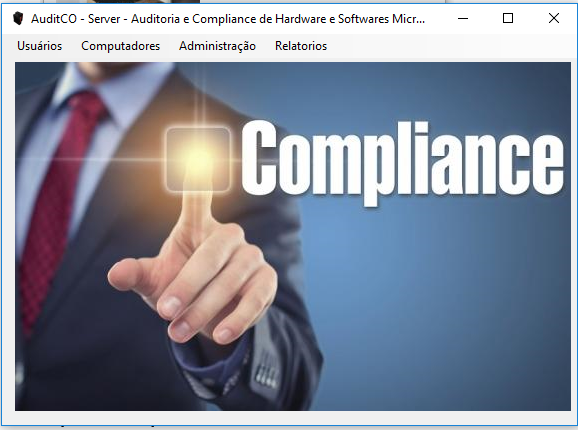 AuditCO - Server - Auditoria e Compliance de Hardware e Softwares Micr...
Usuários Computadores Administração Relatorios
Compliance